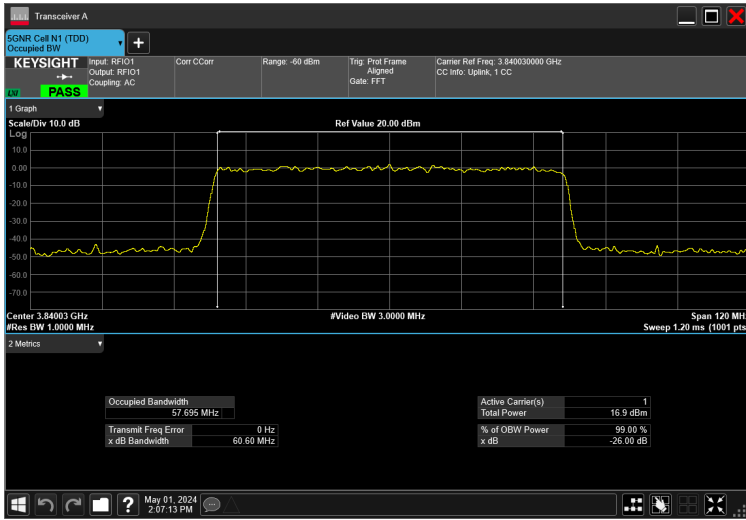 Transceiver A
5GNR Cell N1 (TDD)
Occupied BW
KEYSIGHT
LXI
PASS
Input: RFIO1
Output: RFIO1
Coupling: AC
Corr CCorr
Range: -60 dBm
Trig: Prot Frame
Aligned
Gate: FFT
Carrier Ref Freq: 3.840030000 GHz
CC Info: Uplink, 1 CC
1 Graph
Scale/Div 10.0 dB
Ref Value 20.00 dBm
Log
10.0
0.00
-10.0
-20.0
-30.0
-40.0
-50.0
-60.0
-70.0
Center 3.84003 GHz
#Video BW 3.0000 MHz
Span 120 MH
#Res BW 1.0000 MHz
Sweep 1.20 ms (1001 pts
2 Metrics
Occupied Bandwidth
57.695 MHz
Transmit Freq Error 0 Hz
x dB Bandwidth 60.60 MHz
Active Carrier(s) 1
Total Power 16.9 dBm
% of OBW Power 99.00 %
x dB -26.00 dB
May 01, 2024
2:07:13 PM